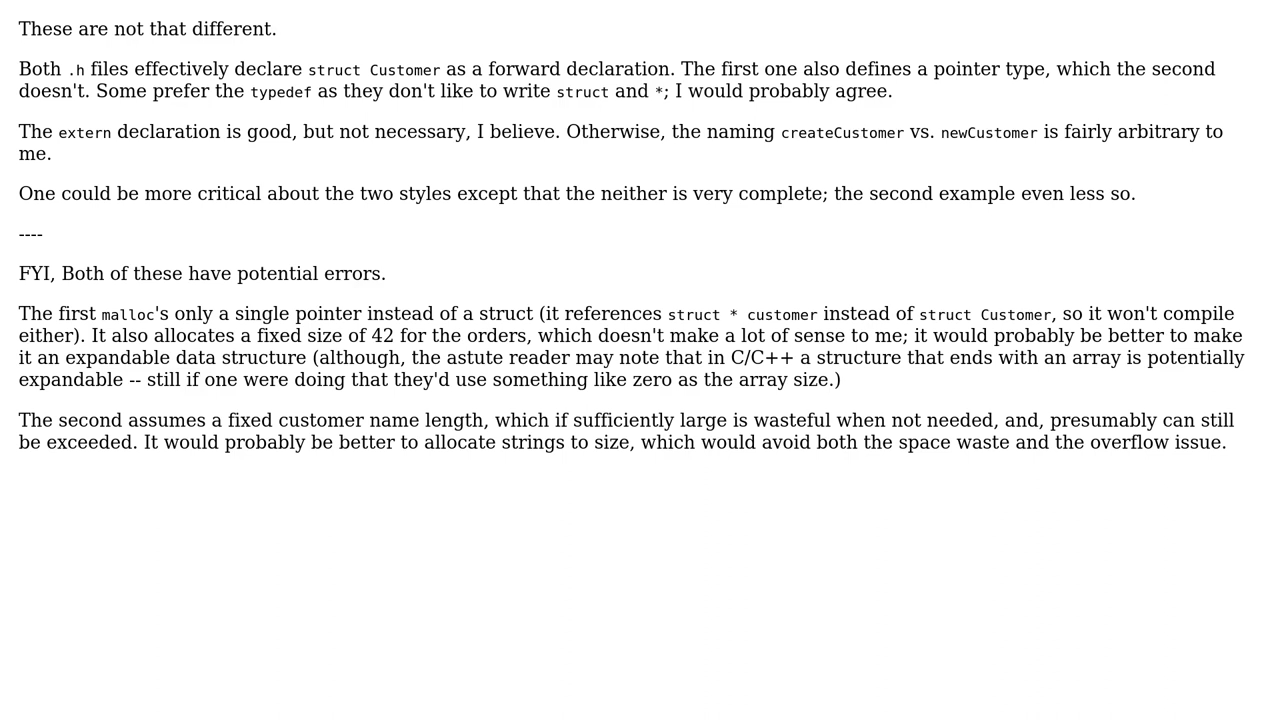 These are not that different.
Both .h files effectively declare struct Customer as a forward declaration. The first one also defines a pointer type, which the second
doesn't. Some prefer the typedef as they don't like to write struct and *; I would probably agree.
The extern declaration is good, but not necessary, I believe. Otherwise, the naming createCustomer vs. newCustomer is fairly arbitrary to
me.
One could be more critical about the two styles except that the neither is very complete; the second example even less so.
----
FYI, Both of these have potential errors.
The first malloc's only a single pointer instead of a struct (it references struct * customer instead of struct Customer, so it won't compile
either). It also allocates a fixed size of 42 for the orders, which doesn't make a lot of sense to me; it would probably be better to make
it an expandable data structure (although, the astute reader may note that in C/C++ a structure that ends with an array is potentially
expandable -- still if one were doing that they'd use something like zero as the array size.)
The second assumes a fixed customer name length, which if sufficiently large is wasteful when not needed, and, presumably can still
be exceeded. It would probably be better to allocate strings to size, which would avoid both the space waste and the overflow issue.